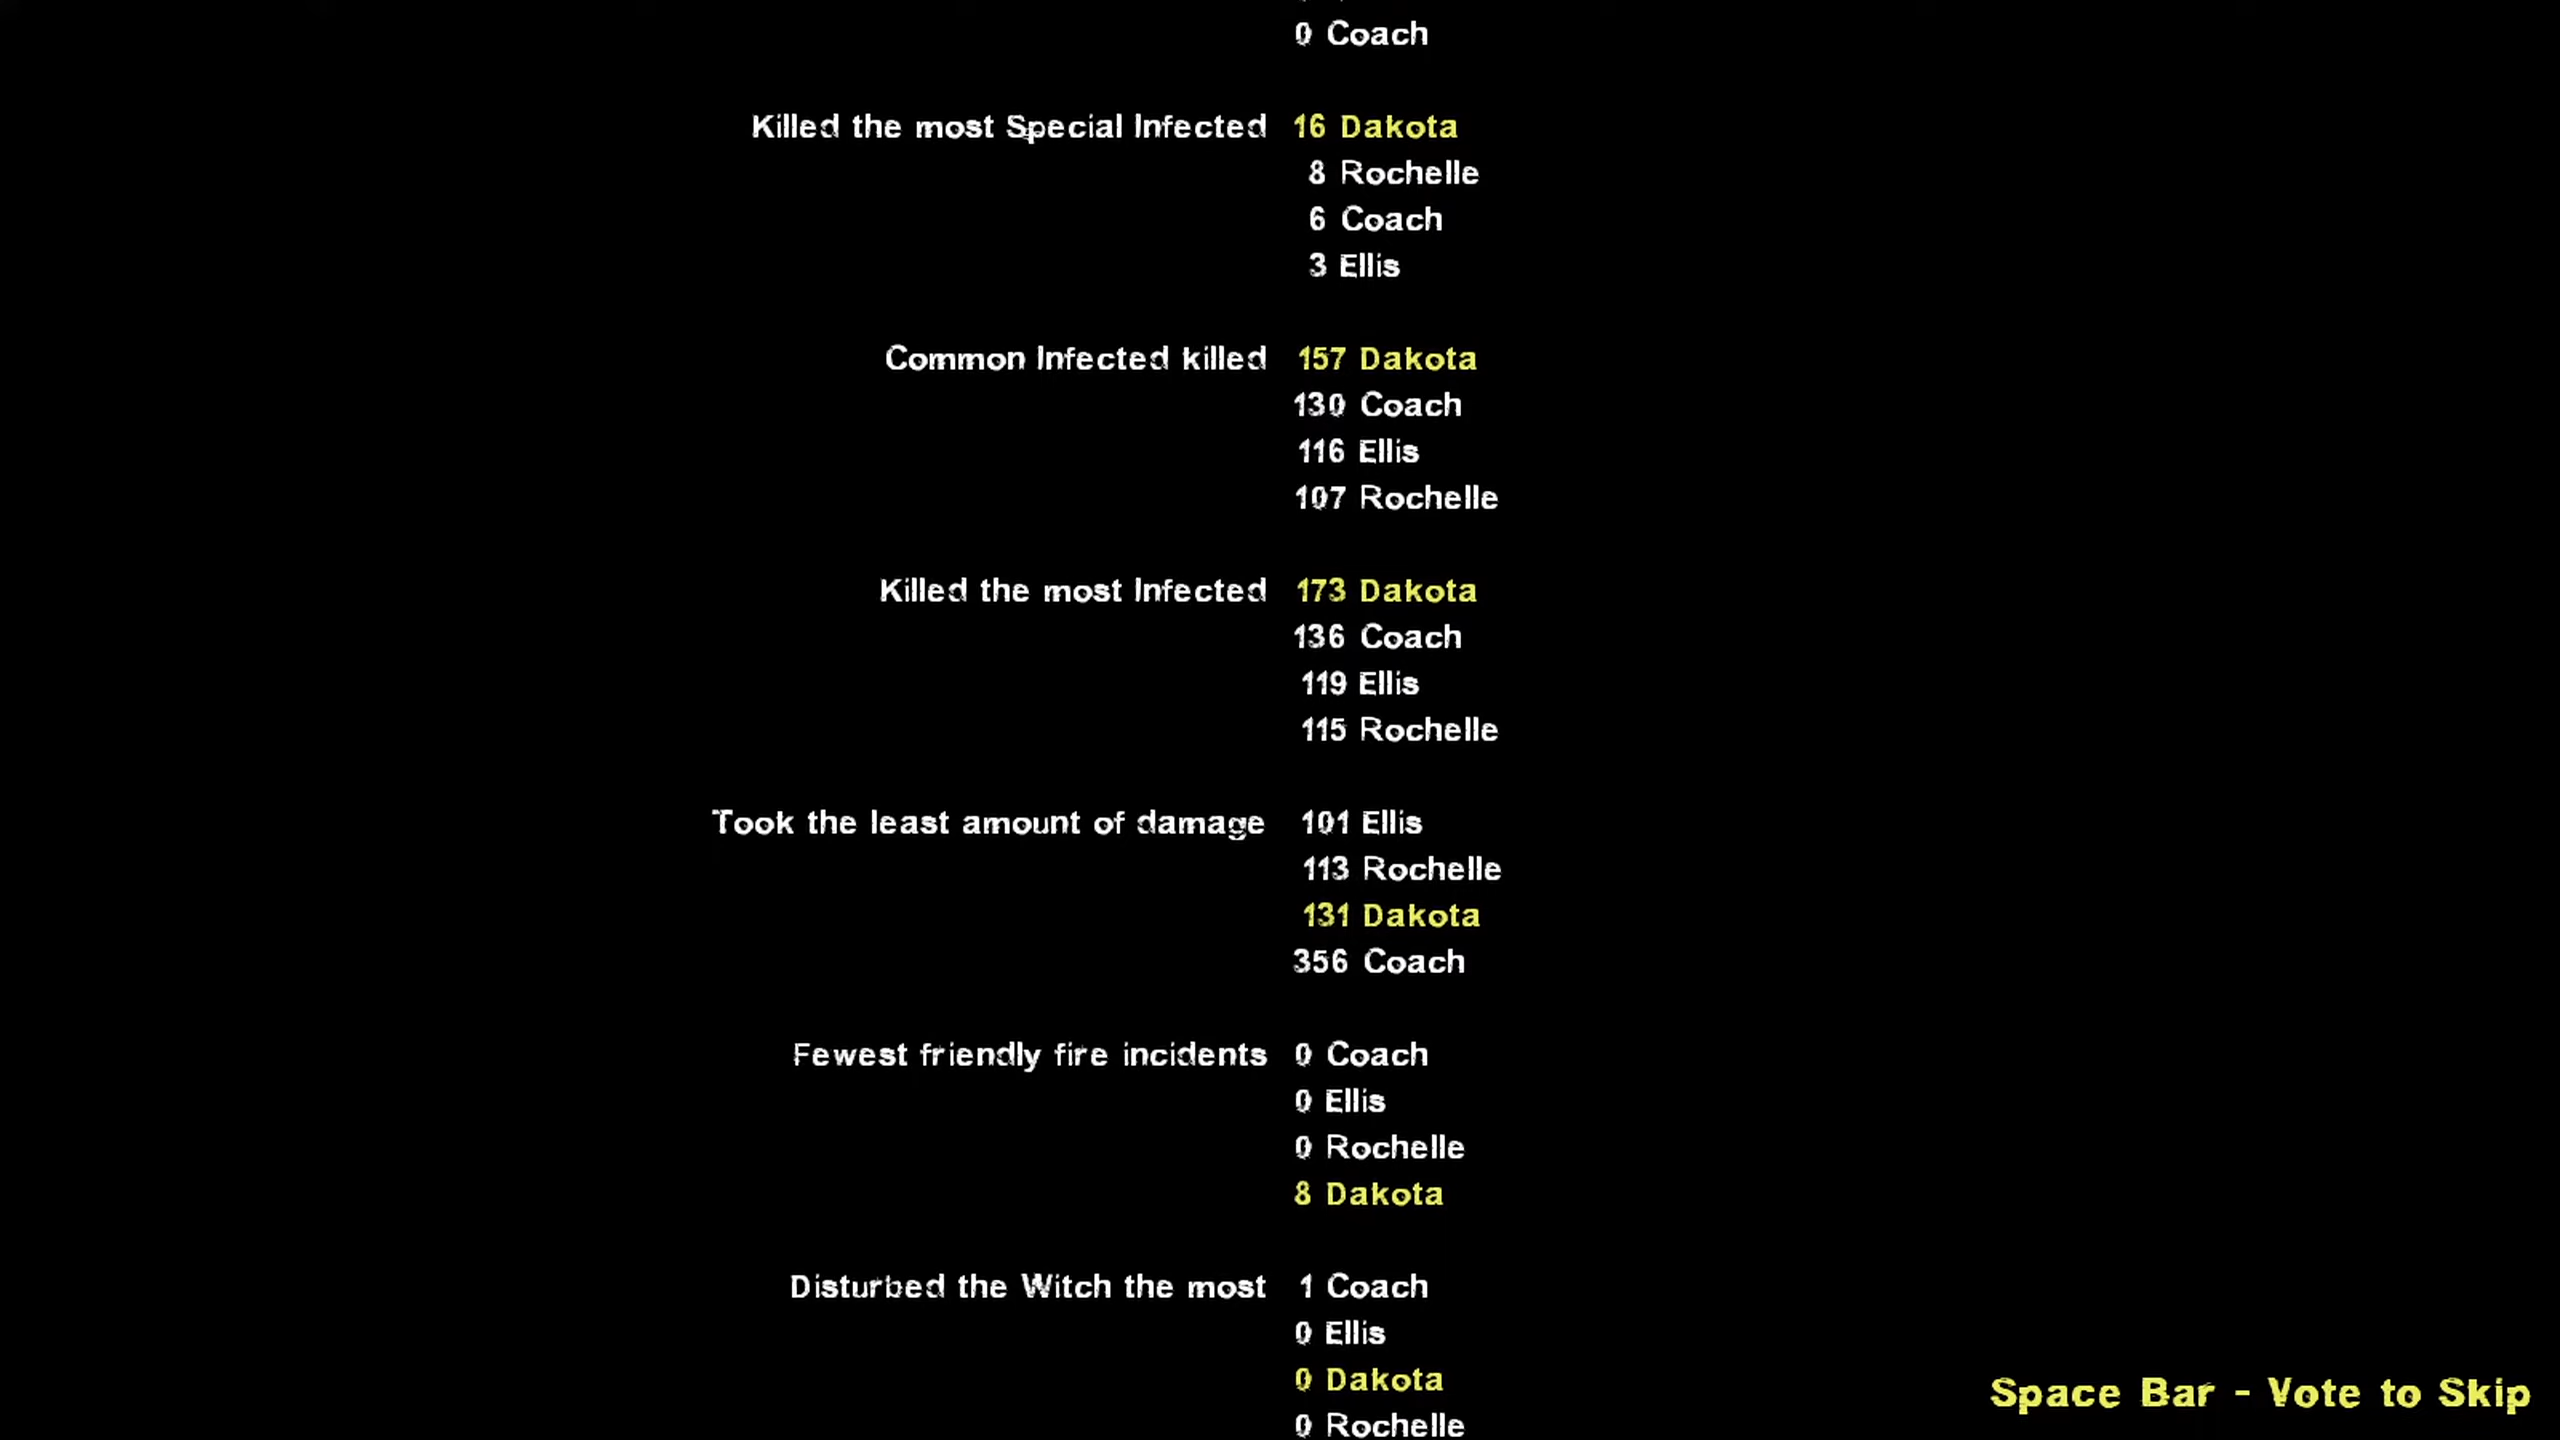 0 Coach
Killed the most Special Infected 16 Dakota
8 Rochelle
6 Coach
3 Ellis
Common Infected killed 157 Dakota
130 Coach
116 Ellis
107 Rochelle
Killed the most Infected 173 Dakota
136 Coach
119 Ellis
115 Rochelle
Took the least amount of damage 101 Ellis
113 Rochelle
131 Dakota
356 Coach
Fewest friendly fire incidents 0 Coach
0 Ellis
0 Rochelle
8 Dakota
Disturbed the Witch the most 1 Coach
0 Ellis
0 Dakota
0 Rochelle
Space Bar - Vote to Skip